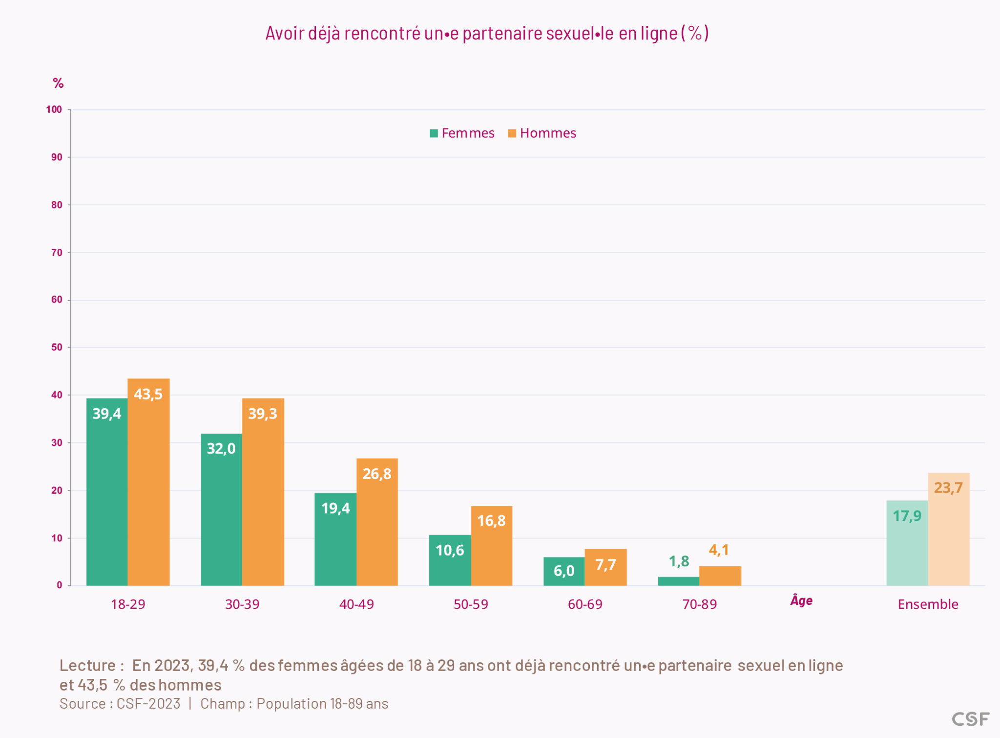 Avoir déjà rencontré un•e partenaire sexuel•le en ligne (%)
%
100
Femmes Hommes
90
80
70
60
50
40
30
20
10
0
39,4 43,5
32,0 39,3
19,4 26,8
10,6 16,8
6,0 7,7
1,8 4,1
17,9 23,7
18-29 30-39 40-49 50-59 60-69 70-89 Âge Ensemble
Lecture : En 2023, 39,4 % des femmes âgées de 18 à 29 ans ont déjà rencontré un•e partenaire sexuel en ligne
et 43,5 % des hommes
Source : CSF-2023 | Champ : Population 18-89 ans
CSF